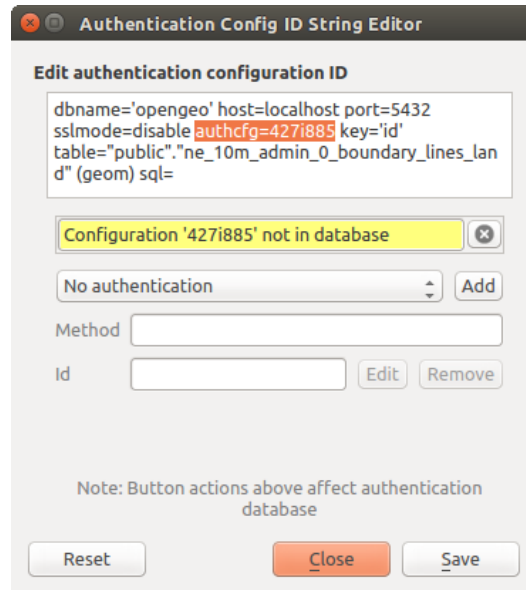 Authentication Config ID String Editor
Edit authentication configuration ID
dbname='opengeo' host=localhost port=5432
sslmode=disable authcfg=427i885 key='id'
table="public"."ne_10m_admin_0_boundary_lines_lan
d" (geom) sql=
Configuration '427i885' not in database
No authentication
Add
Method
Id
Edit
Remove
Note: Button actions above affect authentication
database
Reset
Close
Save